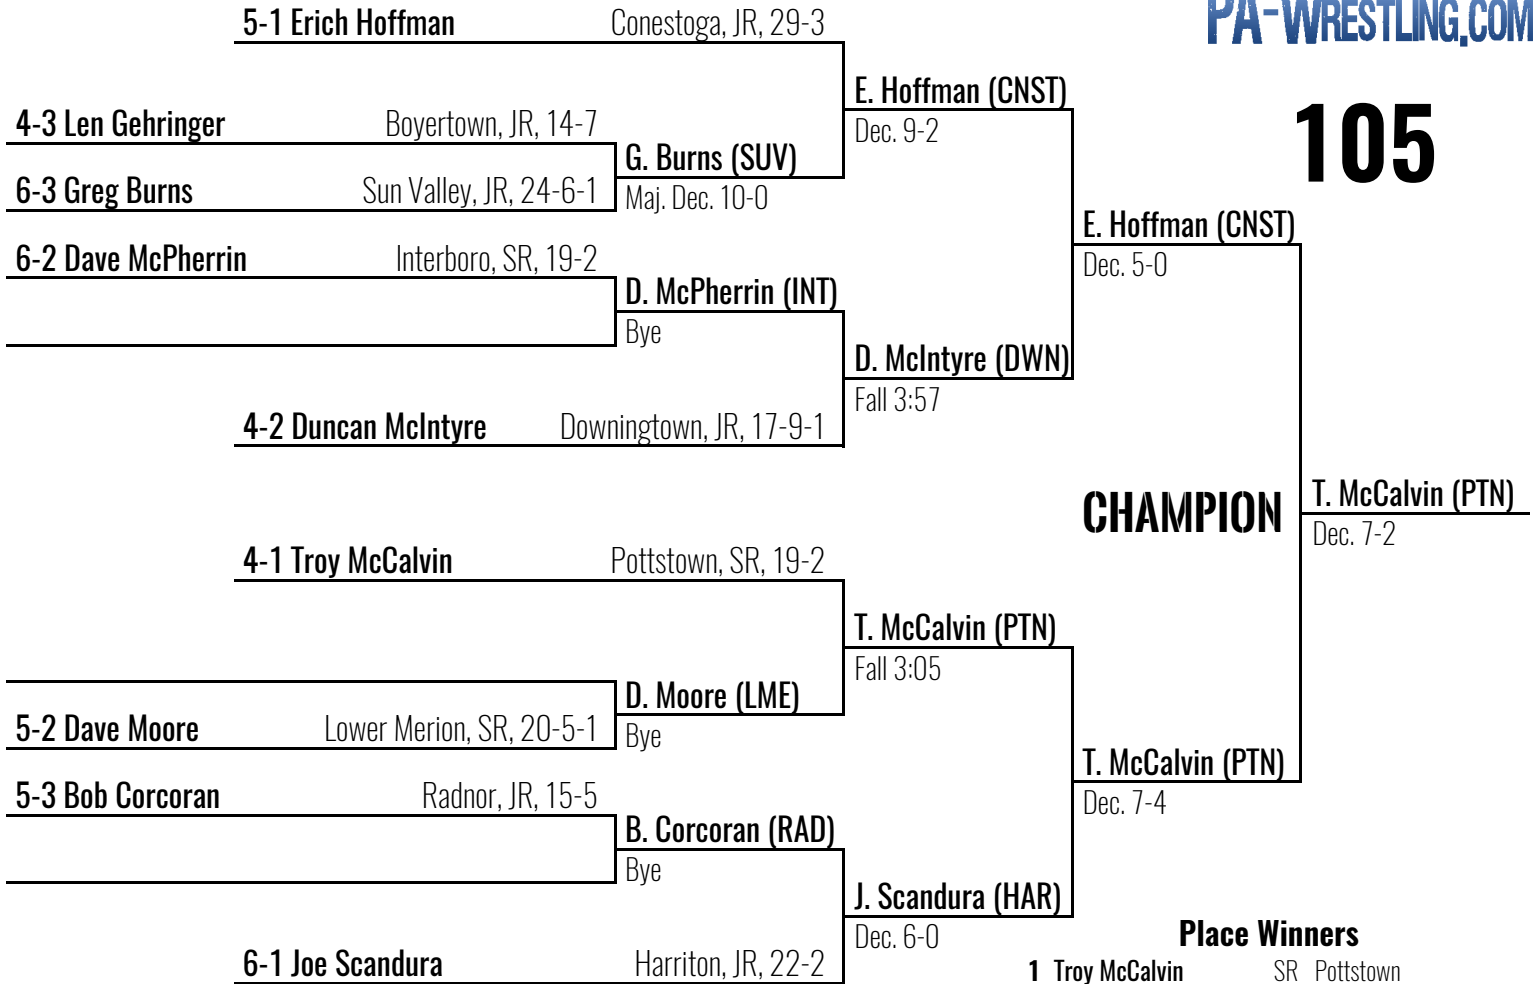 PA-WRESTLING.COM
5-1 Erich Hoffman Conestoga, JR, 29-3
E. Hoffman (CNST)
105
4-3 Len Gehringer Boyertown, JR, 14-7
Dec. 9-2
G. Burns (SUV)
6-3 Greg Burns Sun Valley, JR, 24-6-1
Maj. Dec. 10-0
E. Hoffman (CNST)
6-2 Dave McPherrin Interboro, SR, 19-2
Dec. 5-0
D. McPherrin (INT)
Bye
D. McIntyre (DWN)
Fall 3:57
4-2 Duncan McIntyre Downingtown, JR, 17-9-1
T. McCalvin (PTN)
CHAMPION
Dec. 7-2
4-1 Troy McCalvin Pottstown, SR, 19-2
T. McCalvin (PTN)
Fall 3:05
D. Moore (LME)
5-2 Dave Moore Lower Merion, SR, 20-5-1
Bye
T. McCalvin (PTN)
5-3 Bob Corcoran Radnor, JR, 15-5
Dec. 7-4
B. Corcoran (RAD)
Bye
J. Scandura (HAR)
Dec. 6-0
Place Winners
6-1 Joe Scandura Harriton, JR, 22-2
1 Troy McCalvin SR Pottstown